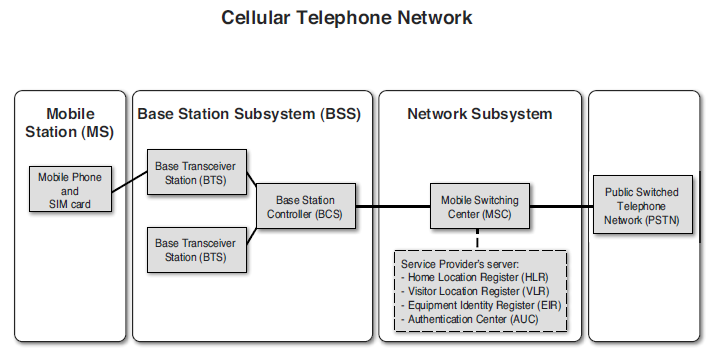 Cellular Telephone Network
Mobile
Station (MS)
Mobile Phone
and
SIM card
Base Station Subsystem (BSS)
Base Transceiver
Station (BTS)
Base Transceiver
Station (BTS)
Base Station
Controller (BCS)
Network Subsystem
Mobile Switching
Center (MSC)
Service Provider's server:
- Home Location Register (HLR)
- Visitor Location Register (VLR)
- Equipment Identity Register (EIR)
- Authentication Center (AUC)
Public Switched
Telephone
Network (PSTN)